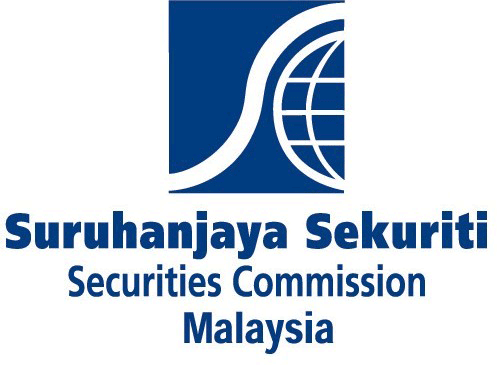 Suruhanjaya Sekuriti
Securities Commission
Malaysia